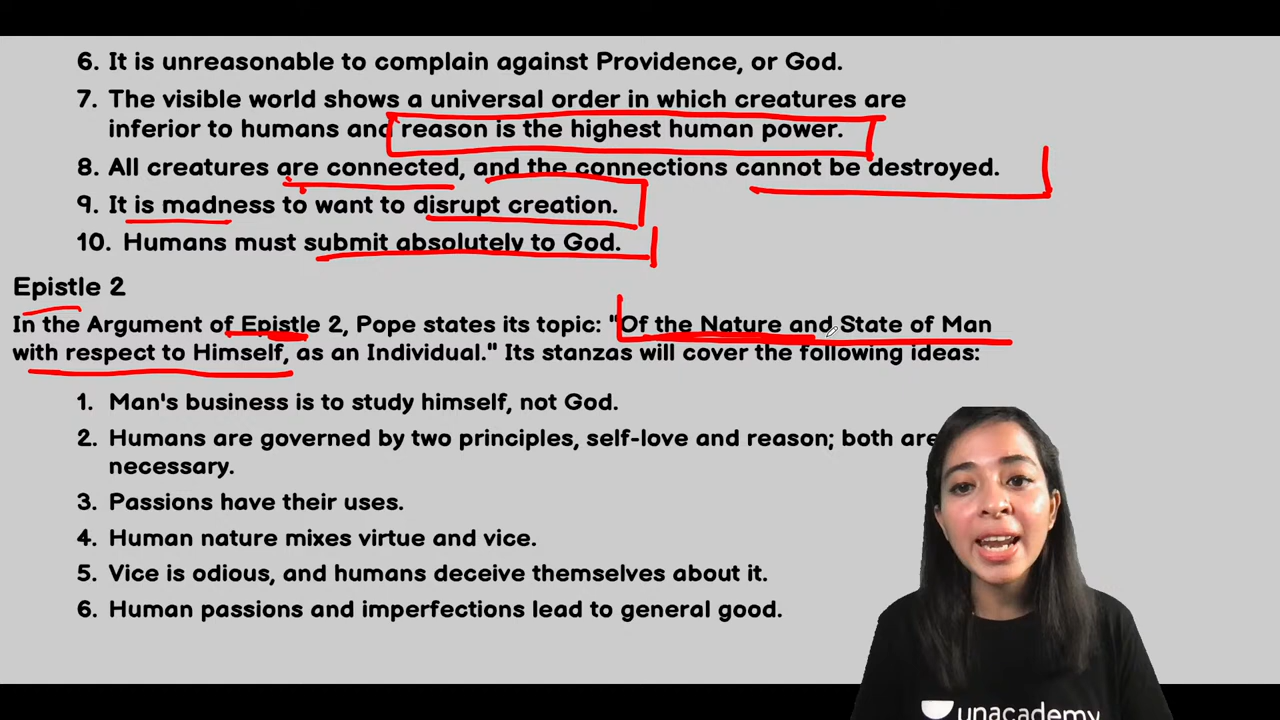 6. It is unreasonable to complain against Providence, or God.
7. The visible world shows a universal order in which creatures are
inferior to humans and reason is the highest human power.
8. All creatures are connected, and the connections cannot be destroyed.
9. It is madness to want to disrupt creation.
10. Humans must submit absolutely to God.
Epistle 2
In the Argument of Epistle 2, Pope states its topic: "Of the Nature and State of Man
with respect to Himself, as an Individual." Its stanzas will cover the following ideas:
1. Man's business is to study himself, not God.
2. Humans are governed by two principles, self-love and reason; both are
necessary.
3. Passions have their uses.
4. Human nature mixes virtue and vice.
5. Vice is odious, and humans deceive themselves about it.
6. Human passions and imperfections lead to general good.
unacademy